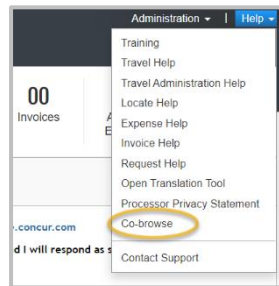 Administration | Help
Training
Travel Help
Travel Administration Help
Locate Help
Expense Help
Invoice Help
Request Help
Open Translation Tool
Processor Privacy Statement
Co-browse
Contact Support
00
Invoices
A
E
.concur.com
d I will respond as s